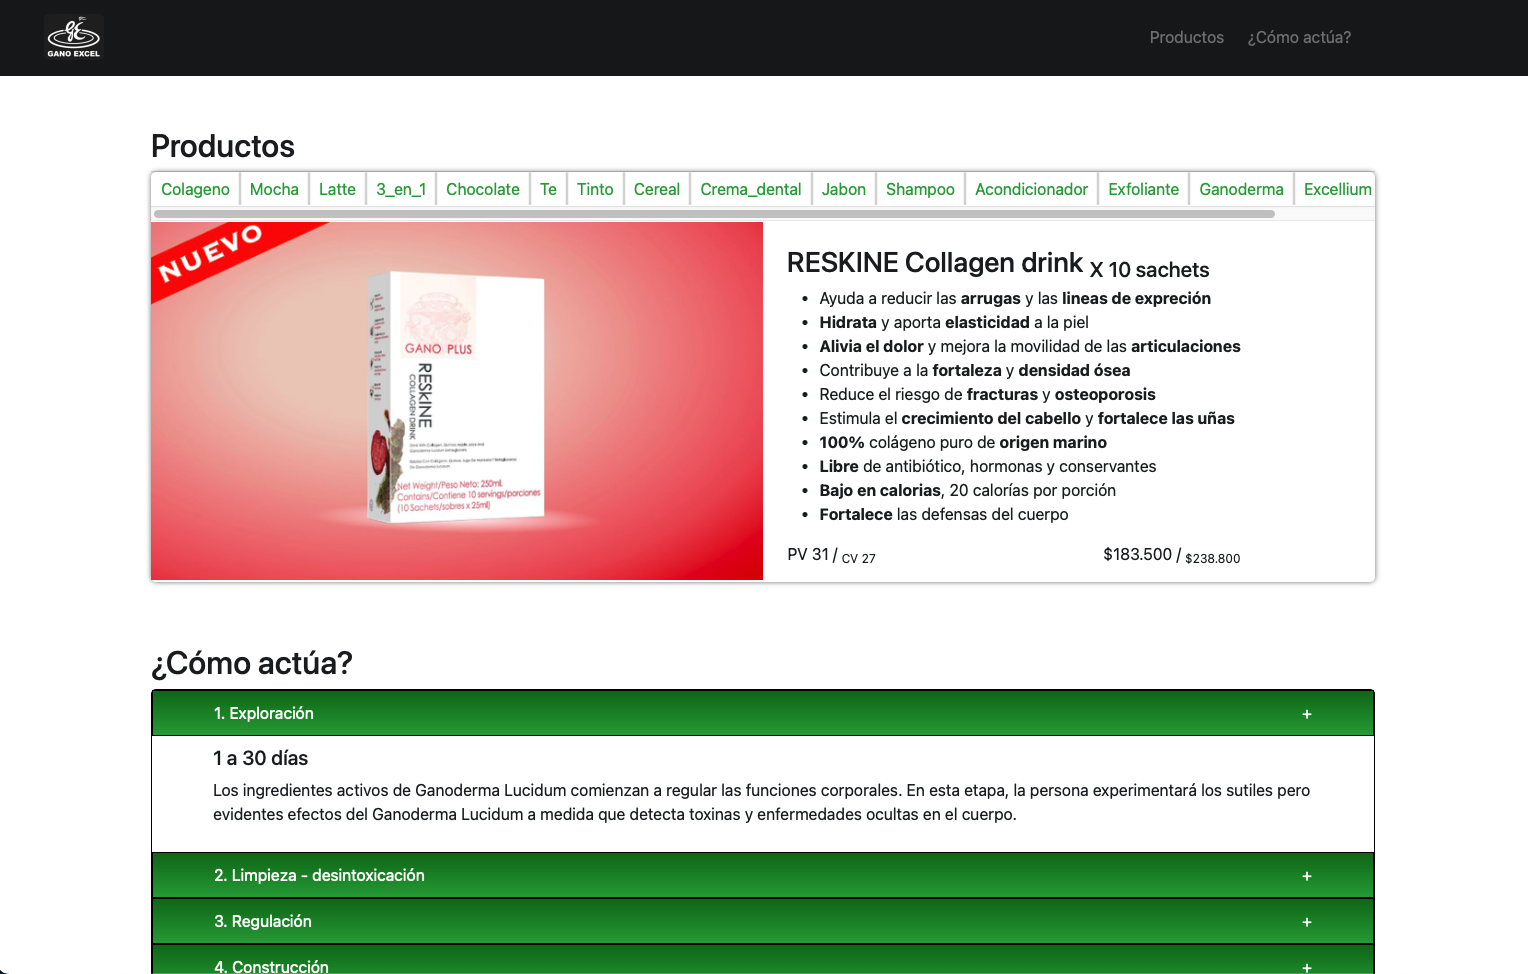 GANO EXCEL
Productos ¿Cómo actúa?
Productos
Colageno Mocha Latte 3_en_1 Chocolate Te Tinto Cereal Crema_dental Jabon Shampoo Acondicionador Exfoliante Ganoderma Excellium
NUEVO
GANO PLUS
RESKINE
COLLAGEN DRINK
Net Weight/Peso Neto: 250ml.
Contains/Contiene 10 servings/porciones
(10 Sachets/sobres x 25ml)
RESKINE Collagen drink X 10 sachets
• Ayuda a reducir las arrugas y las lineas de expreción
• Hidrata y aporta elasticidad a la piel
• Alivia el dolor y mejora la movilidad de las articulaciones
• Contribuye a la fortaleza y densidad ósea
• Reduce el riesgo de fracturas y osteoporosis
• Estimula el crecimiento del cabello y fortalece las uñas
• 100% colágeno puro de origen marino
• Libre de antibiótico, hormonas y conservantes
• Bajo en calorias, 20 calorías por porción
• Fortalece las defensas del cuerpo
PV 31 / CV 27 $183.500 / $238.800
¿Cómo actúa?
1. Exploración +
1 a 30 días
Los ingredientes activos de Ganoderma Lucidum comienzan a regular las funciones corporales. En esta etapa, la persona experimentará los sutiles pero
evidentes efectos del Ganoderma Lucidum a medida que detecta toxinas y enfermedades ocultas en el cuerpo.
2. Limpieza - desintoxicación +
3. Regulación +
4. Construcción +